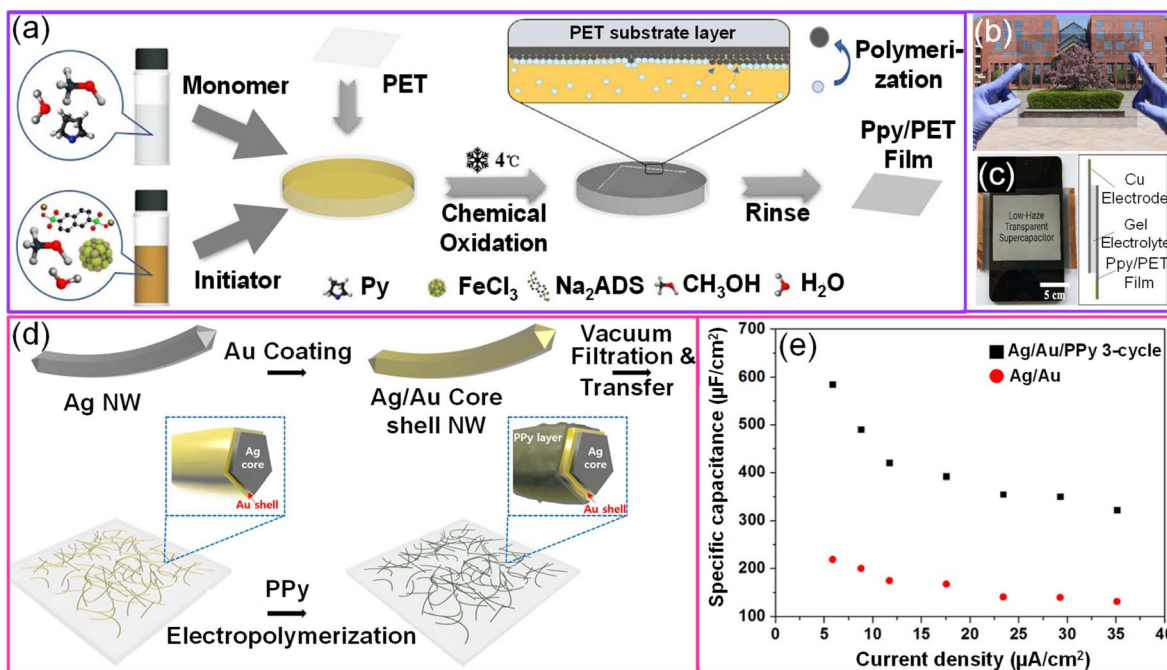 (a)
Monomer
Initiator
PET
4℃
Chemical
Oxidation
PET substrate layer
Polymeri-
zation
Rinse
Ppy/PET
Film
Py
FeCl₃
Na₂ADS
CH₃OH
H₂O
(b)
(c)
Low-Haze
Transparent
Supercapacitor
5 cm
Cu
Electrode
Gel
Electrolyte
Ppy/PET
Film
(d)
Ag NW
Au Coating
Ag/Au Core
shell NW
Vacuum
Filtration &
Transfer
Ag
core
Au shell
PPy
Electropolymerization
PPy layer
Ag
core
Au shell
(e)
Specific capacitance (µF/cm²)
700
600
500
400
300
200
100
Ag/Au/PPy 3-cycle
Ag/Au
0 5 10 15 20 25 30 35 40
Current density (µA/cm²)